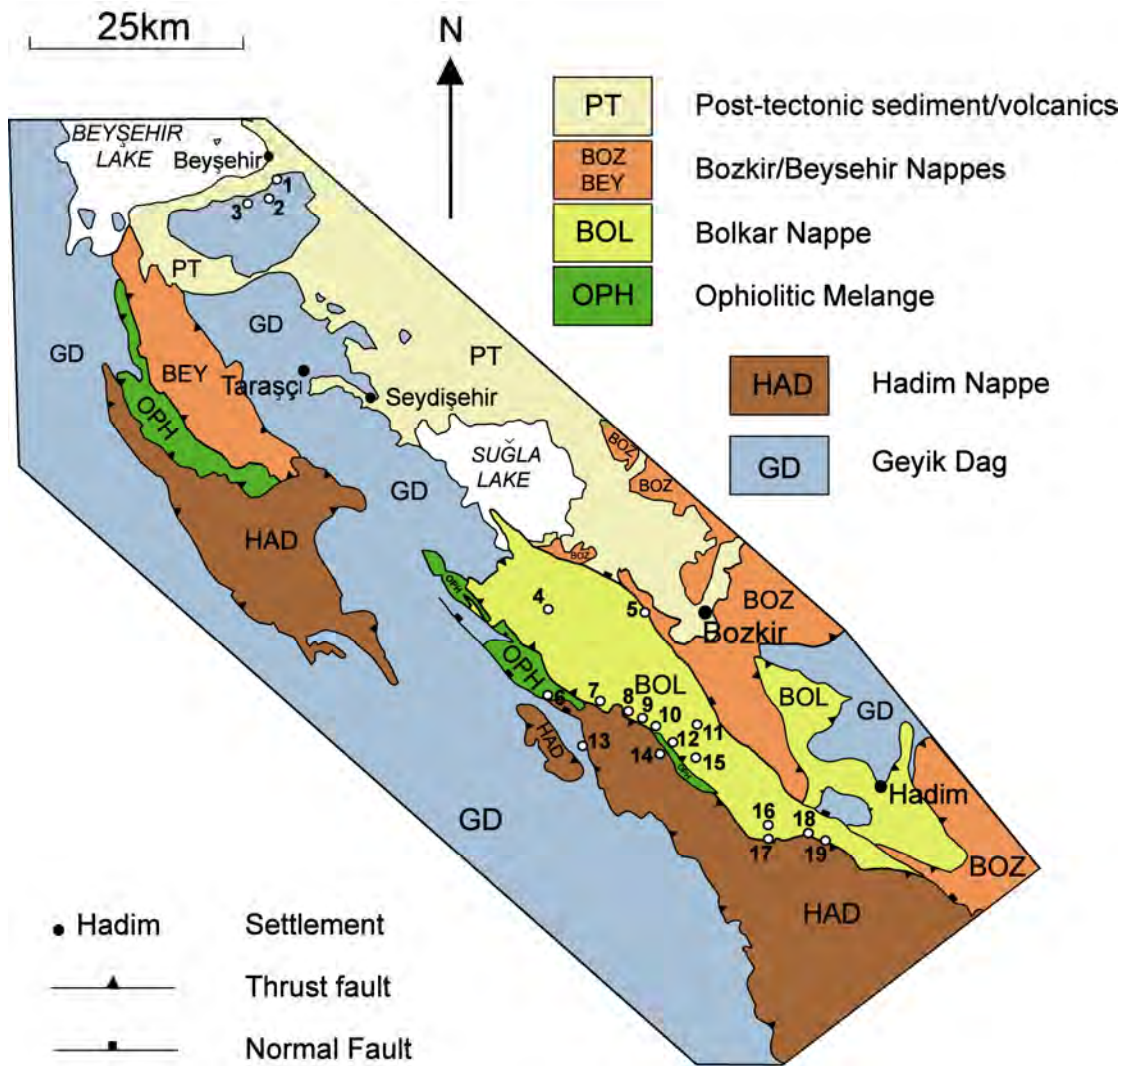 25km
N
PT Post-tectonic sediment/volcanics
BOZ
BEY Bozkir/Beysehir Nappes
BOL Bolkar Nappe
OPH Ophiolitic Melange
HAD Hadim Nappe
GD Geyik Dag
BEYŞEHIR
LAKE
Beyşehir
1
2
3
PT
GD
GD
BEY
PT
Taraşçı
Seydişehir
OPH
SUĞLA
LAKE
BOZ
BOZ
GD
HAD
BOZ
OPH
4
5
Bozkir
BOZ
OPH
BOL
BOL
GD
6
7
8
9
10
11
12
13
14
15
HAD
OPH
Hadim
GD
16
17
18
19
BOZ
HAD
Hadim Settlement
Thrust fault
Normal Fault